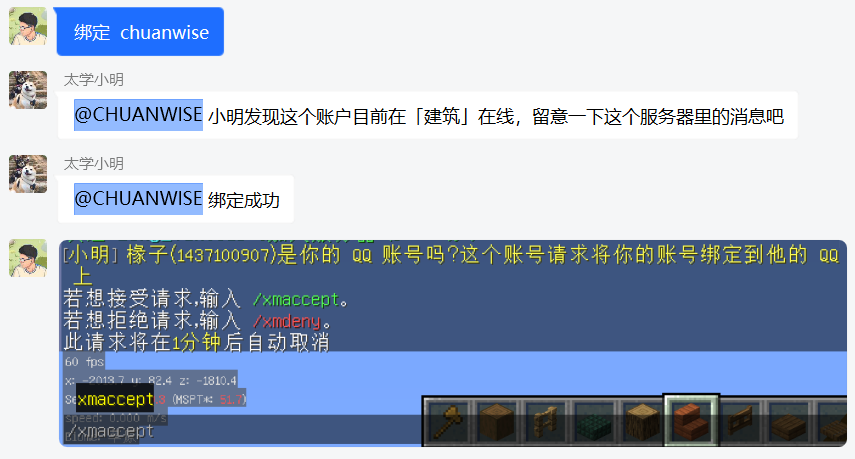 绑定 chuanwise
太学小明
@CHUANWISE 小明发现这个账户目前在「建筑」在线，留意一下这个服务器里的消息吧
太学小明
@CHUANWISE 绑定成功
[小明] 椽子(1437100907)是你的 QQ 账号吗?这个账号请求将你的账号绑定到他的 QQ
上
若想接受请求,输入 /xmaccept。
若想拒绝请求,输入 /xmdeny。
此请求将在1分钟后自动取消
60 fps
x: -2013.7 y: 82.4 z: -1810.4
(MSPT*: 51.7)
xmaccept
speed: 0.000 m/s
/xmaccept